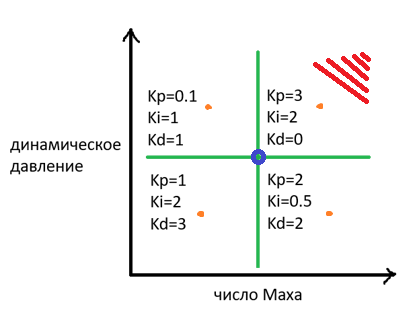 Kp=0.1
Ki=1
Kd=1
Kp=3
Ki=2
Kd=0
динамическое
давление
Kp=1
Ki=2
Kd=3
Kp=2
Ki=0.5
Kd=2
число Маха